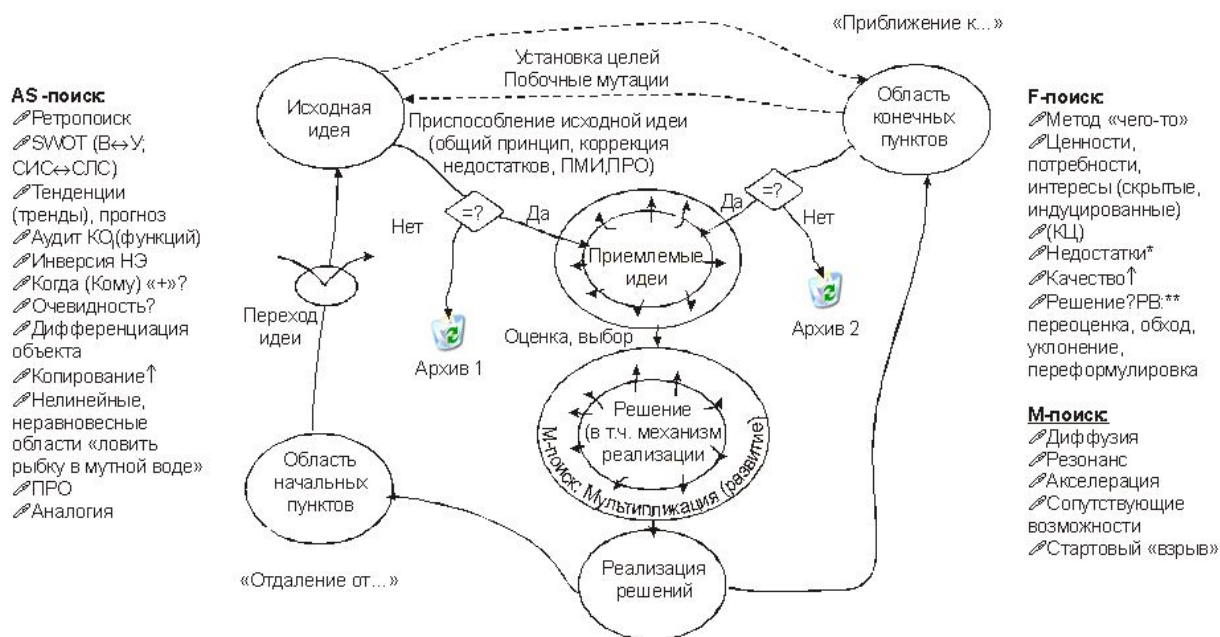 «Приближение к...»
Установка целей
Побочные мутации
Исходная
идея
Область
конечных
пунктов
Приспособление исходной идеи
(общий принцип, коррекция
недостатков, ПМИ,ПРО)
=?
=?
Нет
Да
Да
Нет
Приемлемые
идеи
Архив 1
Архив 2
Оценка, выбор
Переход
идеи
Решение
(в т.ч. механизм
реализации)
М-поиск: Мультипликация (развитие)
Область
начальных
пунктов
Реализация
решений
«Отдаление от...»
AS -поиск:
Ретропоиск
SWOT (В↔У;
СИС↔СЛС)
Тенденции
(тренды), прогноз
Аудит КО(функций)
Инверсия НЭ
Когда (Кому) «+»?
Очевидность?
Дифференциация
объекта
Копирование↑
Нелинейные,
неравновесные
области «ловить
рыбку в мутной воде»
ПРО
Аналогия
F-поиск:
Метод «чего-то»
Ценности,
потребности,
интересы (скрытые,
индуцированные)
(КЦ)
Недостатки*
Качество↑
Решение?РВ:**
переоценка, обход,
уклонение,
переформулировка
М-поиск:
Диффузия
Резонанс
Акселерация
Сопутствующие
возможности
Стартовый «взрыв»